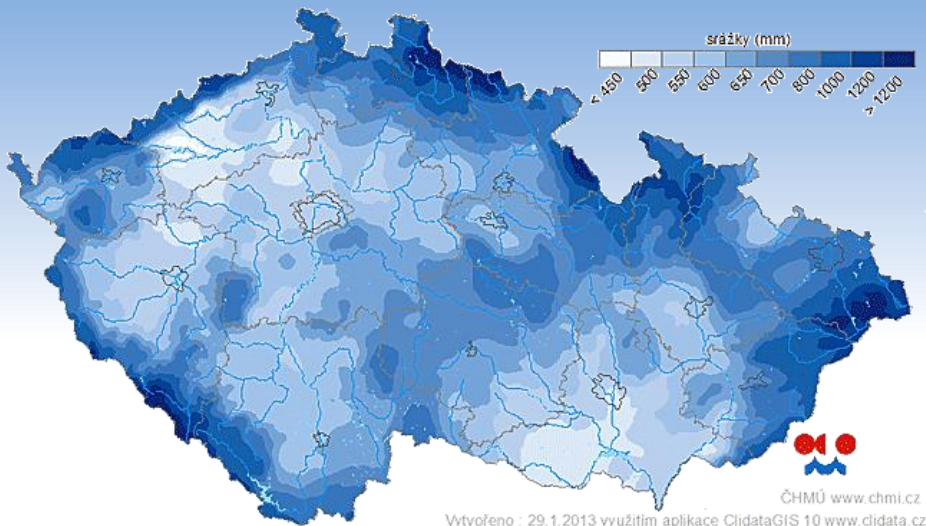 srážky (mm)
< 450 500 550 600 650 700 800 1000 1200 > 1200
ČHMÚ www.chmi.cz
Vytvořeno : 29.1.2013 využitím aplikace ClidataGIS 10 www.clidata.cz